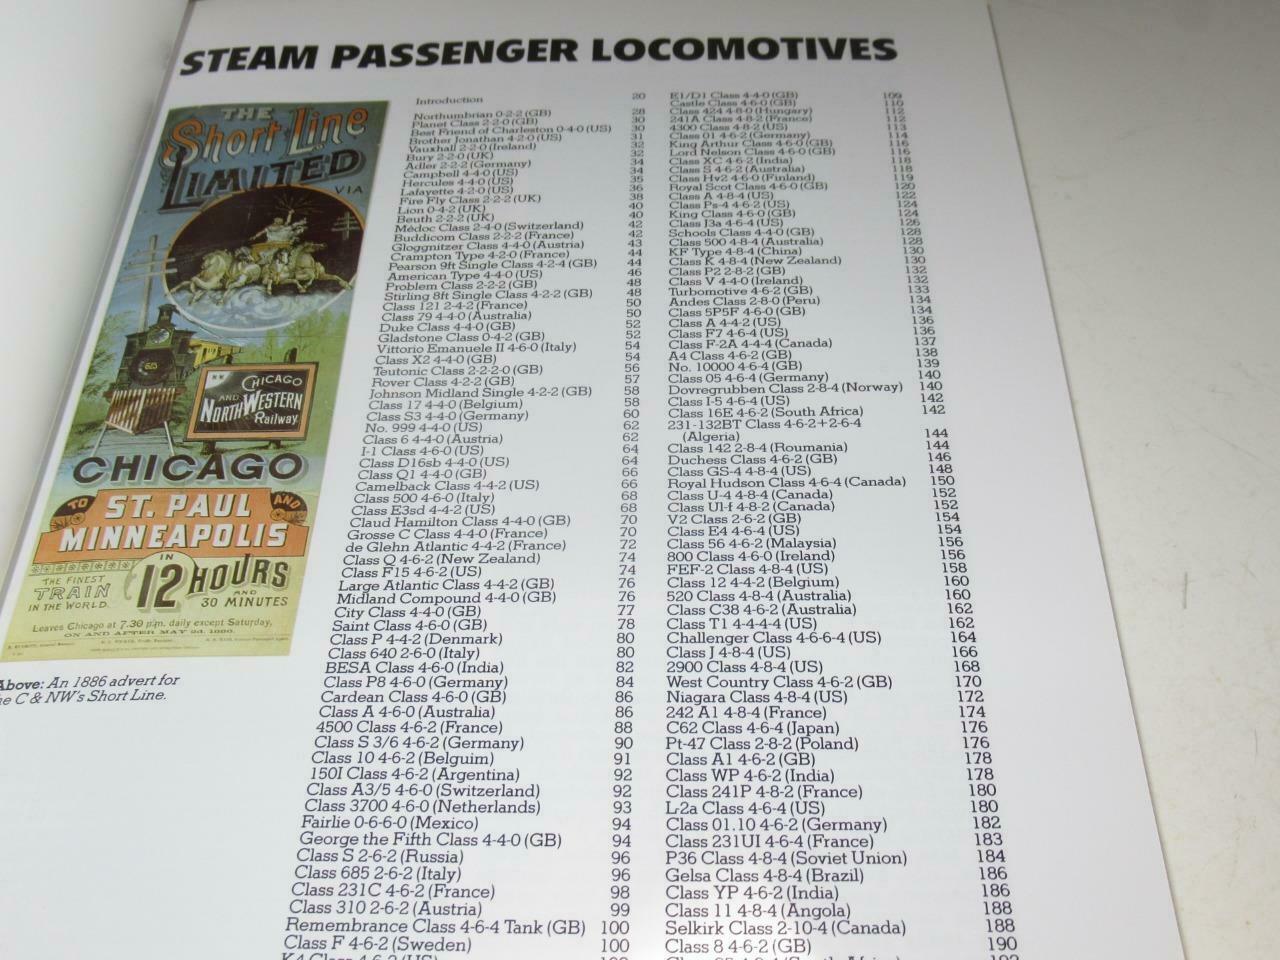 STEAM PASSENGER LOCOMOTIVES
THE
Short Line
LIMITED
VIA
CHICAGO
AND
NORTH WESTERN
Railway
CHICAGO
TO ST. PAUL AND
MINNEAPOLIS
IN
THE FINEST
TRAIN
IN THE WORLD.
12 HOURS
AND
30 MINUTES
Leaves Chicago at 7.30 p.m. daily except Saturday,
ON AND AFTER MAY 23, 1886.
Above: An 1886 advert for
the C & NW's Short Line.
Introduction 20
Northumbrian 0-2-2 (GB) 28
Planet Class 2-2-0 (GB) 30
Best Friend of Charleston 0-4-0 (US) 30
Brother Jonathan 4-2-0 (US) 31
Vauxhall 2-2-0 (Ireland) 32
Bury 2-2-0 (UK) 32
Adler 2-2-2 (Germany) 34
Campbell 4-4-0 (US) 34
Hercules 4-4-0 (US) 35
Lafayette 4-2-0 (US) 36
Fire Fly Class 2-2-2 (UK) 38
Lion 0-4-2 (UK) 40
Beuth 2-2-2 (UK) 40
Médoc Class 2-4-0 (Switzerland) 42
Buddicom Class 2-2-2 (France) 42
Gloggnitzer Class 4-4-0 (Austria) 43
Crampton Type 4-2-0 (France) 44
Pearson 9ft Single Class 4-2-4 (GB) 44
American Type 4-4-0 (US) 46
Problem Class 2-2-2 (GB) 48
Stirling 8ft Single Class 4-2-2 (GB) 48
Class 121 2-4-2 (France) 50
Class 79 4-4-0 (Australia) 50
Duke Class 4-4-0 (GB) 52
Gladstone Class 0-4-2 (GB) 52
Vittorio Emanuele II 4-6-0 (Italy) 54
Class X2 4-4-0 (GB) 54
Teutonic Class 2-2-2-0 (GB) 56
Rover Class 4-2-2 (GB) 57
Johnson Midland Single 4-2-2 (GB) 58
Class 17 4-4-0 (Belgium) 58
Class S3 4-4-0 (Germany) 60
No. 999 4-4-0 (US) 62
Class 6 4-4-0 (Austria) 62
I-1 Class 4-6-0 (US) 64
Class D16sb 4-4-0 (US) 64
Class Q1 4-4-0 (GB) 66
Camelback Class 4-4-2 (US) 66
Class 500 4-6-0 (Italy) 68
Class E3sd 4-4-2 (US) 68
Claud Hamilton Class 4-4-0 (GB) 70
Grosse C Class 4-4-0 (France) 70
de Glehn Atlantic 4-4-2 (France) 72
Class Q 4-6-2 (New Zealand) 74
Class F15 4-6-2 (US) 74
Large Atlantic Class 4-4-2 (GB) 76
Midland Compound 4-4-0 (GB) 76
City Class 4-4-0 (GB) 77
Saint Class 4-6-0 (GB) 78
Class P 4-4-2 (Denmark) 80
Class 640 2-6-0 (Italy) 80
BESA Class 4-6-0 (India) 82
Class P8 4-6-0 (Germany) 84
Cardean Class 4-6-0 (GB) 86
Class A 4-6-0 (Australia) 86
4500 Class 4-6-2 (France) 88
Class S 3/6 4-6-2 (Germany) 90
Class 10 4-6-2 (Belguim) 91
150I Class 4-6-2 (Argentina) 92
Class A3/5 4-6-0 (Switzerland) 92
Class 3700 4-6-0 (Netherlands) 93
Fairlie 0-6-6-0 (Mexico) 94
George the Fifth Class 4-4-0 (GB) 94
Class S 2-6-2 (Russia) 96
Class 685 2-6-2 (Italy) 96
Class 231C 4-6-2 (France) 98
Class 310 2-6-2 (Austria) 99
Remembrance Class 4-6-4 Tank (GB) 100
Class F 4-6-2 (Sweden) 100
E1/D1 Class 4-4-0 (GB) 109
Castle Class 4-6-0 (GB) 110
Class 424 4-8-0 (Hungary) 112
241A Class 4-8-2 (France) 112
4300 Class 4-8-2 (US) 113
Class 01 4-6-2 (Germany) 114
King Arthur Class 4-6-0 (GB) 116
Lord Nelson Class 4-6-0 (GB) 116
Class XC 4-6-2 (India) 118
Class S 4-6-2 (Australia) 118
Class Hv2 4-6-0 (Finland) 119
Royal Scot Class 4-6-0 (GB) 120
Class A 4-8-4 (US) 122
Class Ps-4 4-6-2 (US) 124
King Class 4-6-0 (GB) 124
Class J3a 4-6-4 (US) 126
Schools Class 4-4-0 (GB) 128
Class 500 4-8-4 (Australia) 128
KF Type 4-8-4 (China) 130
Class K 4-8-4 (New Zealand) 130
Class P2 2-8-2 (GB) 132
Class V 4-4-0 (Ireland) 132
Turbomotive 4-6-2 (GB) 133
Andes Class 2-8-0 (Peru) 134
Class 5P5F 4-6-0 (GB) 134
Class A 4-4-2 (US) 136
Class F7 4-6-4 (US) 136
Class F-2A 4-4-4 (Canada) 137
A4 Class 4-6-2 (GB) 138
No. 10000 4-6-4 (GB) 139
Class 05 4-6-4 (Germany) 140
Dovregrubben Class 2-8-4 (Norway) 140
Class I-5 4-6-4 (US) 142
Class 16E 4-6-2 (South Africa) 142
231-132BT Class 4-6-2+2-6-4
(Algeria) 144
Class 142 2-8-4 (Roumania) 144
Duchess Class 4-6-2 (GB) 146
Class GS-4 4-8-4 (US) 148
Royal Hudson Class 4-6-4 (Canada) 150
Class U-4 4-8-4 (Canada) 152
Class U1-f 4-8-2 (Canada) 152
V2 Class 2-6-2 (GB) 154
Class E4 4-6-4 (US) 154
Class 56 4-6-2 (Malaysia) 156
800 Class 4-6-0 (Ireland) 156
FEF-2 Class 4-8-4 (US) 158
Class 12 4-4-2 (Belgium) 160
520 Class 4-8-4 (Australia) 160
Class C38 4-6-2 (Australia) 162
Class T1 4-4-4-4 (US) 162
Challenger Class 4-6-6-4 (US) 164
Class J 4-8-4 (US) 166
2900 Class 4-8-4 (US) 168
West Country Class 4-6-2 (GB) 170
Niagara Class 4-8-4 (US) 172
242 A1 4-8-4 (France) 174
C62 Class 4-6-4 (Japan) 176
Pt-47 Class 2-8-2 (Poland) 176
Class A1 4-6-2 (GB) 178
Class WP 4-6-2 (India) 178
Class 241P 4-8-2 (France) 180
L-2a Class 4-6-4 (US) 180
Class 01.10 4-6-2 (Germany) 182
Class 231U1 4-6-4 (France) 183
P36 Class 4-8-4 (Soviet Union) 184
Gelsa Class 4-8-4 (Brazil) 186
Class YP 4-6-2 (India) 186
Class 11 4-8-4 (Angola) 188
Selkirk Class 2-10-4 (Canada) 188
Class 8 4-6-2 (GB) 190